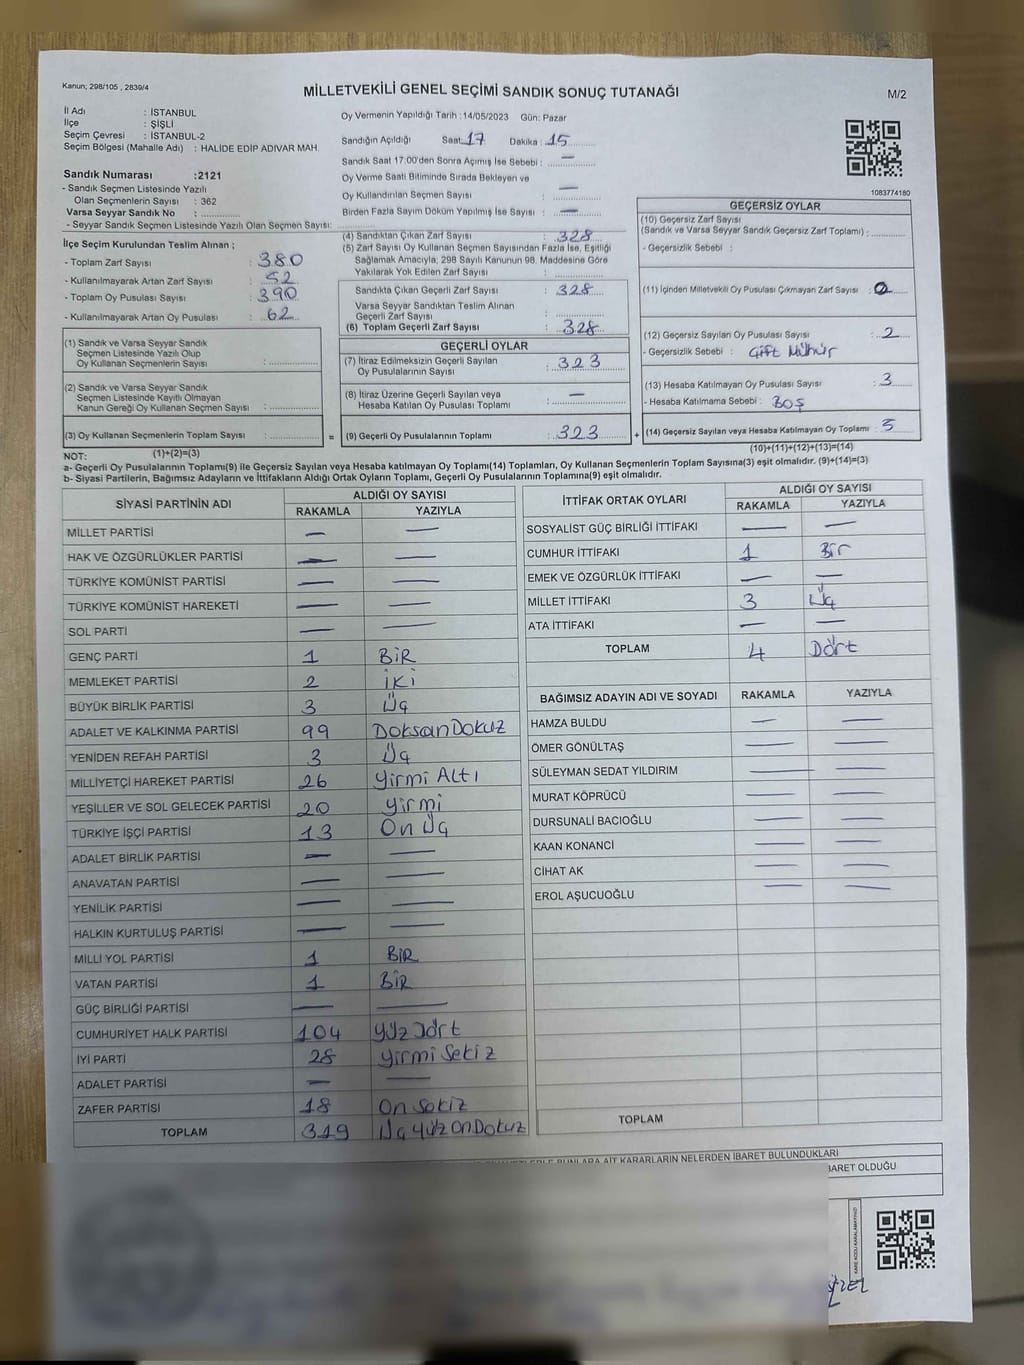 Kanun; 298/105 , 2839/4
MİLLETVEKİLİ GENEL SEÇİMİ SANDIK SONUÇ TUTANAĞI
M/2
İl Adı : İSTANBUL
İlçe : ŞİŞLİ
Seçim Çevresi : İSTANBUL-2
Seçim Bölgesi (Mahalle Adı) : HALİDE EDİP ADIVAR MAH.
Sandık Numarası :2121
- Sandık Seçmen Listesinde Yazılı
Olan Seçmenlerin Sayısı : 362
Varsa Seyyar Sandık No : ..............
- Seyyar Sandık Seçmen Listesinde Yazılı Olan Seçmen Sayısı:
İlçe Seçim Kurulundan Teslim Alınan ;
- Toplam Zarf Sayısı : 380
- Kullanılmayarak Artan Zarf Sayısı : 52
- Toplam Oy Pusulası Sayısı : 390
- Kullanılmayarak Artan Oy Pusulası : 62
Oy Vermenin Yapıldığı Tarih : 14/05/2023 Gün: Pazar
Sandığın Açıldığı Saat 17 Dakika : 15
Sandık Saat 17:00'den Sonra Açımış İse Sebebi : —
Oy Verme Saati Bitiminde Sırada Bekleyen ve
Oy Kullandırılan Seçmen Sayısı : —
Birden Fazla Sayım Döküm Yapılmış İse Sayısı : —
(4) Sandıktan Çıkan Zarf Sayısı : 328
(5) Zarf Sayısı Oy Kullanan Seçmen Sayısından Fazla İse, Eşitliği
Sağlamak Amacıyla; 298 Sayılı Kanunun 98. Maddesine Göre
Yakılarak Yok Edilen Zarf Sayısı :
Sandıkta Çıkan Geçerli Zarf Sayısı : 328
Varsa Seyyar Sandıktan Teslim Alınan
Geçerli Zarf Sayısı :
(6) Toplam Geçerli Zarf Sayısı : 328
1083774180
GEÇERSİZ OYLAR
(10) Geçersiz Zarf Sayısı
(Sandık ve Varsa Seyyar Sandık Geçersiz Zarf Toplamı) :
- Geçersizlik Sebebi :
(11) İçinden Milletvekili Oy Pusulası Çıkmayan Zarf Sayısı : 0
(12) Geçersiz Sayılan Oy Pusulası Sayısı : 2
- Geçersizlik Sebebi : Çift Mühür
(13) Hesaba Katılmayan Oy Pusulası Sayısı : 3
- Hesaba Katılmama Sebebi : BOŞ
(14) Geçersiz Sayılan veya Hesaba Katılmayan Oy Toplamı : 5
(10)+(11)+(12)+(13)=(14)
(1) Sandık ve Varsa Seyyar Sandık
Seçmen Listesinde Yazılı Olup
Oy Kullanan Seçmenlerin Sayısı :
(2) Sandık ve Varsa Seyyar Sandık
Seçmen Listesinde Kayıtlı Olmayan
Kanun Gereği Oy Kullanan Seçmen Sayısı :
(3) Oy Kullanan Seçmenlerin Toplam Sayısı :
(1)+(2)=(3)
GEÇERLİ OYLAR
(7) İtiraz Edilmeksizin Geçerli Sayılan
Oy Pusulalarının Sayısı : 323
(8) İtiraz Üzerine Geçerli Sayılan veya
Hesaba Katılan Oy Pusulası Toplamı : —
= (9) Geçerli Oy Pusulalarının Toplamı : 323 +
NOT:
a- Geçerli Oy Pusulalarının Toplamı(9) ile Geçersiz Sayılan veya Hesaba katılmayan Oy Toplamı(14) Toplamları, Oy Kullanan Seçmenlerin Toplam Sayısına(3) eşit olmalıdır. (9)+(14)=(3)
b- Siyasi Partilerin, Bağımsız Adayların ve İttifakların Aldığı Ortak Oyların Toplamı, Geçerli Oy Pusulalarının Toplamına(9) eşit olmalıdır.
SİYASİ PARTİNİN ADI ALDIĞI OY SAYISI
RAKAMLA YAZIYLA
MİLLET PARTİSİ — —
HAK VE ÖZGÜRLÜKLER PARTİSİ — —
TÜRKİYE KOMÜNİST PARTİSİ — —
TÜRKİYE KOMÜNİST HAREKETİ — —
SOL PARTİ — —
GENÇ PARTİ 1 BİR
MEMLEKET PARTİSİ 2 İKİ
BÜYÜK BİRLİK PARTİSİ 3 Üç
ADALET VE KALKINMA PARTİSİ 99 Doksan Dokuz
YENİDEN REFAH PARTİSİ 3 Üç
MİLLİYETÇİ HAREKET PARTİSİ 26 Yirmi Altı
YEŞİLLER VE SOL GELECEK PARTİSİ 20 Yirmi
TÜRKİYE İŞÇİ PARTİSİ 13 On Üç
ADALET BİRLİK PARTİSİ — —
ANAVATAN PARTİSİ — —
YENİLİK PARTİSİ — —
HALKIN KURTULUŞ PARTİSİ — —
MİLLİ YOL PARTİSİ 1 BİR
VATAN PARTİSİ 1 BİR
GÜÇ BİRLİĞİ PARTİSİ — —
CUMHURİYET HALK PARTİSİ 104 Yüz Dört
İYİ PARTİ 28 Yirmi Sekiz
ADALET PARTİSİ — —
ZAFER PARTİSİ 18 On Sekiz
TOPLAM 319 Üç Yüz On Dokuz
İTTİFAK ORTAK OYLARI ALDIĞI OY SAYISI
RAKAMLA YAZIYLA
SOSYALİST GÜÇ BİRLİĞİ İTTİFAKI — —
CUMHUR İTTİFAKI 1 Bir
EMEK VE ÖZGÜRLÜK İTTİFAKI — —
MİLLET İTTİFAKI 3 Üç
ATA İTTİFAKI — —
TOPLAM 4 Dört
BAĞIMSIZ ADAYIN ADI VE SOYADI RAKAMLA YAZIYLA
HAMZA BULDU — —
ÖMER GÖNÜLTAŞ — —
SÜLEYMAN SEDAT YILDIRIM — —
MURAT KÖPRÜCÜ — —
DURSUNALİ BACIOĞLU — —
KAAN KONANCİ — —
CİHAT AK — —
EROL AŞUCUOĞLU — —
TOPLAM
BUNLARA AİT KARARLARIN NELERDEN İBARET BULUNDUKLARI
İBARET OLDUĞU
KARE KODU KARALAMAYINIZ!